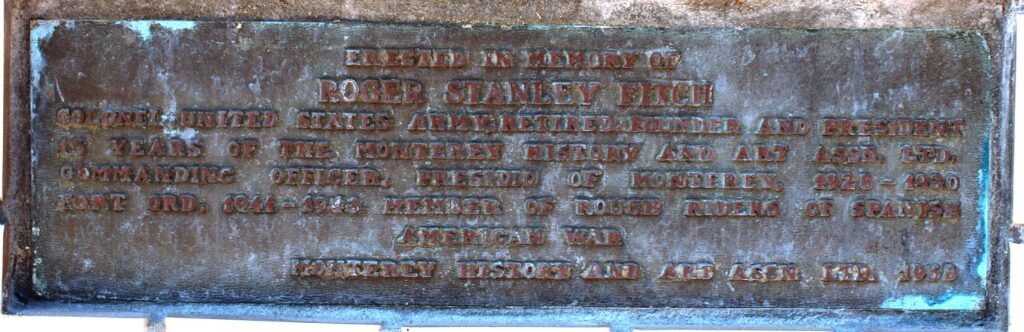 ERECTED IN MEMORY OF
ROGER STANLEY FITCH
COLONEL UNITED STATES ARMY, RETIRED. FOUNDER AND PRESIDENT
15 YEARS OF THE MONTEREY HISTORY AND ART ASSN. LTD.
COMMANDING OFFICER, PRESIDIO OF MONTEREY, 1928-1930
FORT ORD, 1941-1943. MEMBER OF ROUGH RIDERS OF SPANISH
AMERICAN WAR
MONTEREY HISTORY AND ART ASSN. LTD. 1958